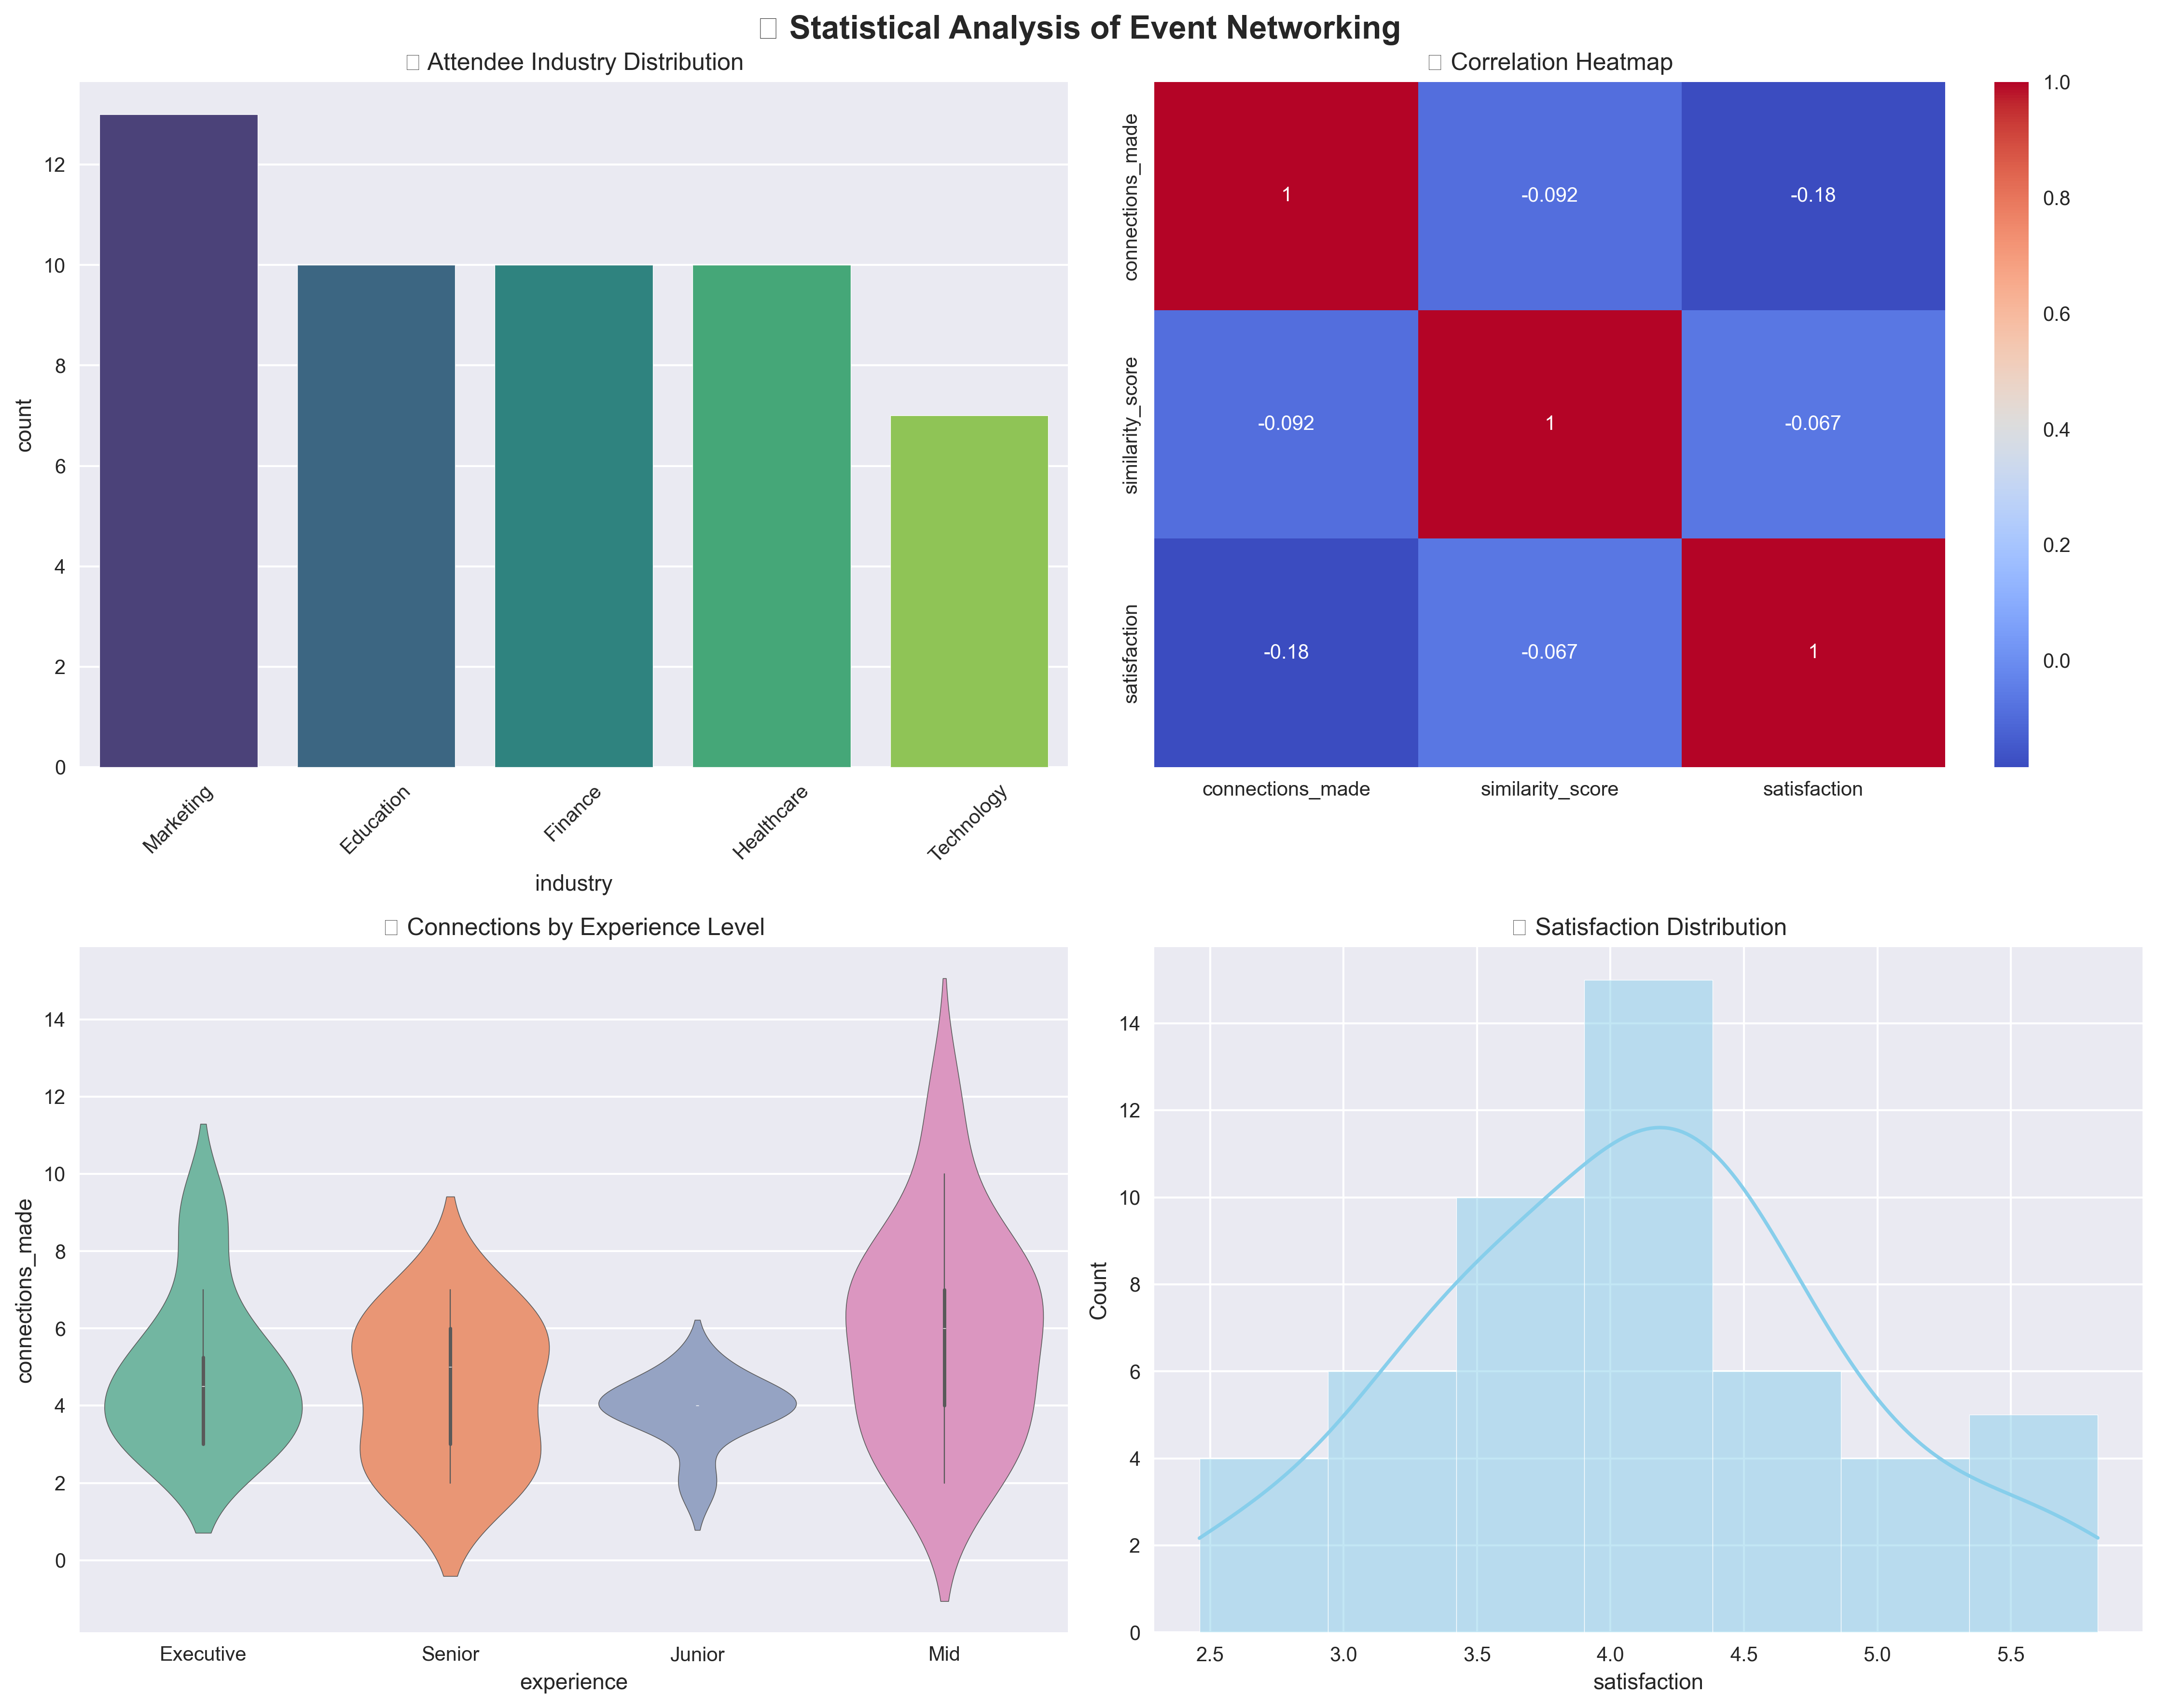 Statistical Analysis of Event Networking
Attendee Industry Distribution
12
10
8
6
4
2
0
count
Marketing
Education
Finance
Healthcare
Technology
industry
Correlation Heatmap
connections_made
similarity_score
satisfaction
1
-0.092
-0.18
-0.092
1
-0.067
-0.18
-0.067
1
connections_made
similarity_score
satisfaction
1.0
0.8
0.6
0.4
0.2
0.0
Connections by Experience Level
14
12
10
8
6
4
2
0
connections_made
Executive
Senior
Junior
Mid
experience
Satisfaction Distribution
14
12
10
8
6
4
2
0
Count
2.5
3.0
3.5
4.0
4.5
5.0
5.5
satisfaction